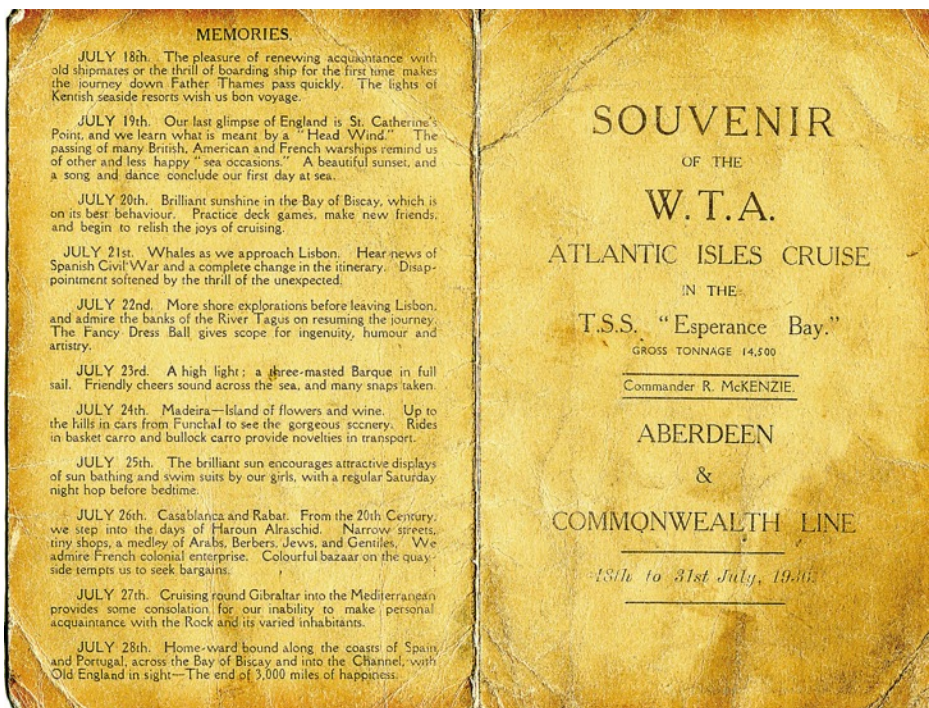 MEMORIES.
JULY 18th. The pleasure of renewing acquaintance with
old shipmates or the thrill of boarding ship for the first time makes
the journey down Father Thames pass quickly. The lights of
Kentish seaside resorts wish us bon voyage.
JULY 19th. Our last glimpse of England is St. Catherine's
Point, and we learn what is meant by a "Head Wind." The
passing of many British, American and French warships remind us
of other and less happy "sea occasions." A beautiful sunset, and
a song and dance conclude our first day at sea.
JULY 20th. Brilliant sunshine in the Bay of Biscay, which is
on its best behaviour. Practice deck games, make new friends,
and begin to relish the joys of cruising.
JULY 21st. Whales as we approach Lisbon. Hear news of
Spanish Civil War and a complete change in the itinerary. Disap-
pointment softened by the thrill of the unexpected.
JULY 22nd. More shore explorations before leaving Lisbon,
and admire the banks of the River Tagus on resuming the journey.
The Fancy Dress Ball gives scope for ingenuity, humour and
artistry.
JULY 23rd. A high light; a three-masted Barque in full
sail. Friendly cheers sound across the sea, and many snaps taken.
JULY 24th. Madeira—Island of flowers and wine. Up to
the hills in cars from Funchal to see the gorgeous scenery. Rides
in basket carro and bullock carro provide novelties in transport.
JULY 25th. The brilliant sun encourages attractive displays
of sun bathing and swim suits by our girls, with a regular Saturday
night hop before bedtime.
JULY 26th. Casablanca and Rabat. From the 20th Century,
we step into the days of Haroun Alraschid. Narrow streets,
tiny shops, a medley of Arabs, Berbers, Jews, and Gentiles. We
admire French colonial enterprise. Colourful bazaar on the quay-
side tempts us to seek bargains.
JULY 27th. Cruising round Gibraltar into the Mediterranean
provides some consolation for our inability to make personal
acquaintance with the Rock and its varied inhabitants.
JULY 28th. Home-ward bound along the coasts of Spain
and Portugal, across the Bay of Biscay and into the Channel, with
Old England in sight—The end of 3,000 miles of happiness.
SOUVENIR
OF THE
W.T.A.
ATLANTIC ISLES CRUISE
IN THE
T.S.S. "Esperance Bay."
GROSS TONNAGE 14,500
Commander R. McKENZIE.
ABERDEEN
&
COMMONWEALTH LINE
18th to 31st July, 1936.